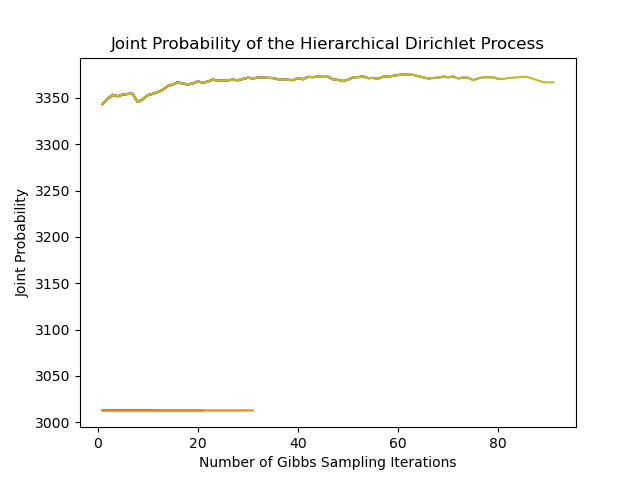 Joint Probability of the Hierarchical Dirichlet Process
3350
3300
3250
3200
3150
3100
3050
3000
Joint Probability
0 20 40 60 80
Number of Gibbs Sampling Iterations